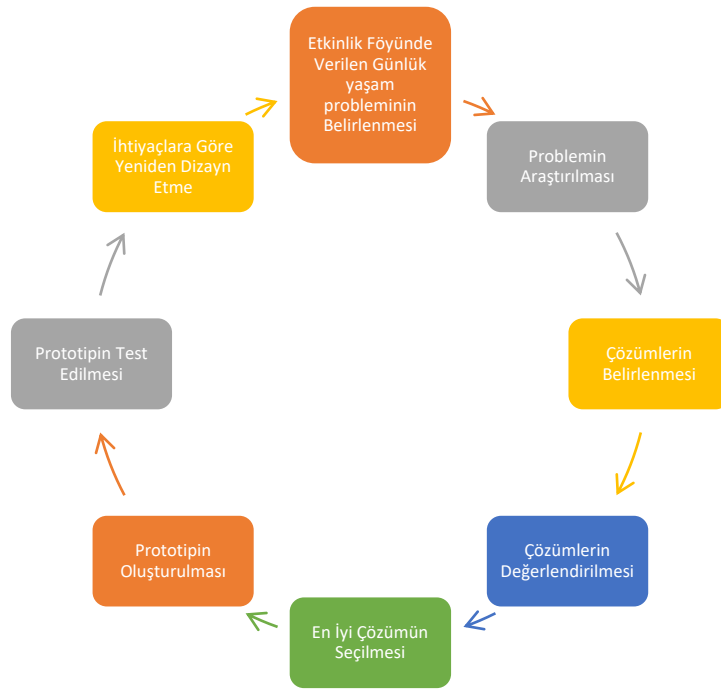 Etkinlik Föyünde
Verilen Günlük
yaşam
probleminin
Belirlenmesi
Problemin
Araştırılması
Çözümlerin
Belirlenmesi
Çözümlerin
Değerlendirilmesi
En İyi Çözümün
Seçilmesi
Prototipin
Oluşturulması
Prototipin Test
Edilmesi
İhtiyaçlara Göre
Yeniden Dizayn
Etme